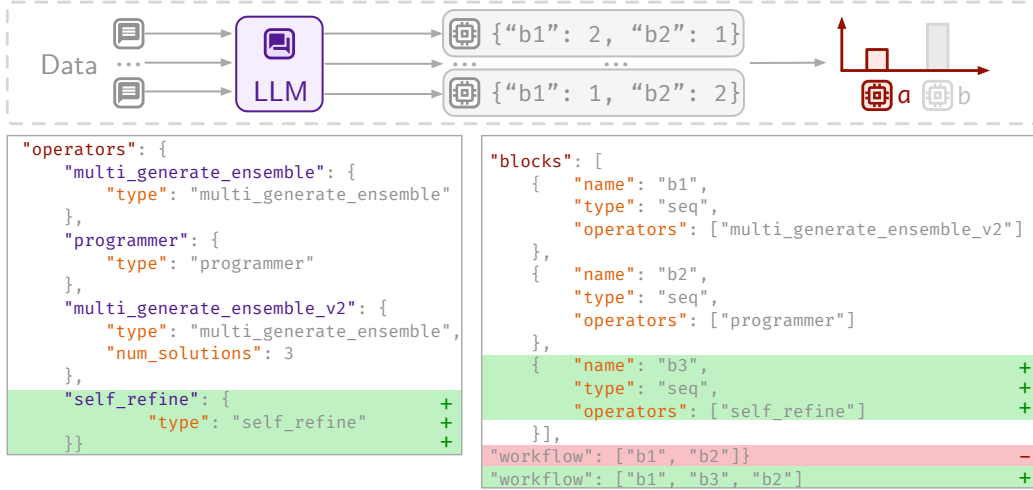 {“b1”: 2, “b2”: 1}
Data ... ... ...
LLM
{“b1”: 1, “b2”: 2}
a b
"operators": {
"multi_generate_ensemble": {
"type": "multi_generate_ensemble"
},
"programmer": {
"type": "programmer"
},
"multi_generate_ensemble_v2": {
"type": "multi_generate_ensemble",
"num_solutions": 3
},
"self_refine": { +
"type": "self_refine" +
}} +
"blocks": [
{ "name": "b1",
"type": "seq",
"operators": ["multi_generate_ensemble_v2"]
},
{ "name": "b2",
"type": "seq",
"operators": ["programmer"]
},
{ "name": "b3", +
"type": "seq", +
"operators": ["self_refine"] +
}],
"workflow": ["b1", "b2"]} −
"workflow": ["b1", "b3", "b2"] +